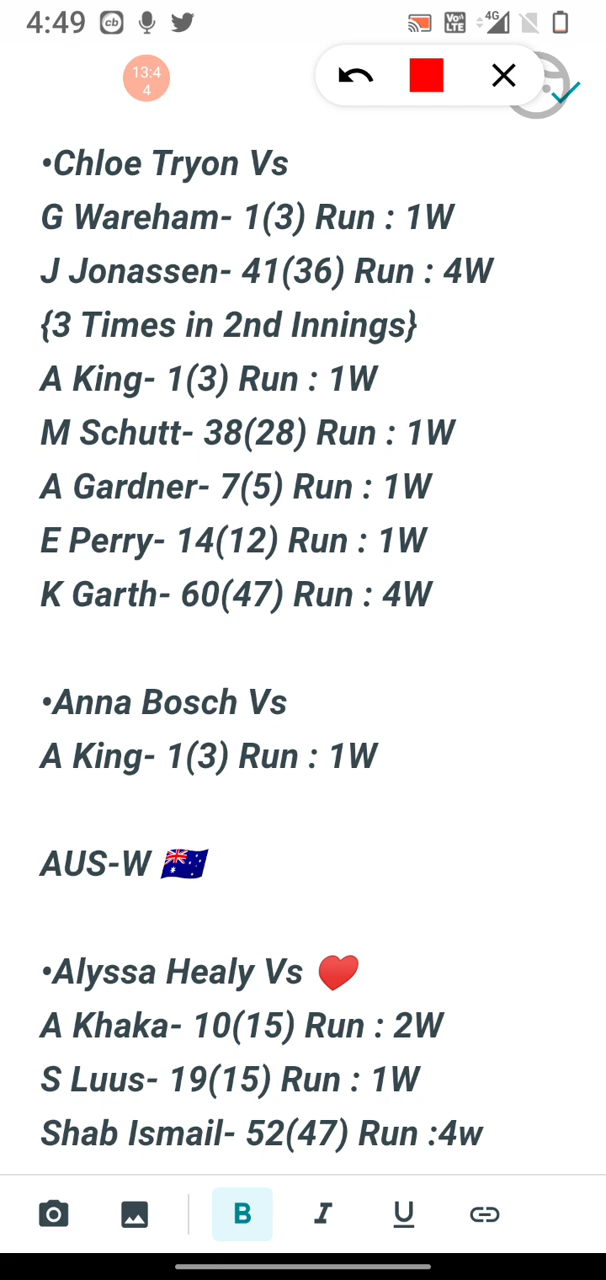 4:49
cb
Vo))
LTE
4G
13:4
4
•Chloe Tryon Vs
G Wareham- 1(3) Run : 1W
J Jonassen- 41(36) Run : 4W
{3 Times in 2nd Innings}
A King- 1(3) Run : 1W
M Schutt- 38(28) Run : 1W
A Gardner- 7(5) Run : 1W
E Perry- 14(12) Run : 1W
K Garth- 60(47) Run : 4W
•Anna Bosch Vs
A King- 1(3) Run : 1W
AUS-W 🇦🇺
•Alyssa Healy Vs ♥️
A Khaka- 10(15) Run : 2W
S Luus- 19(15) Run : 1W
Shab Ismail- 52(47) Run :4w
B I U